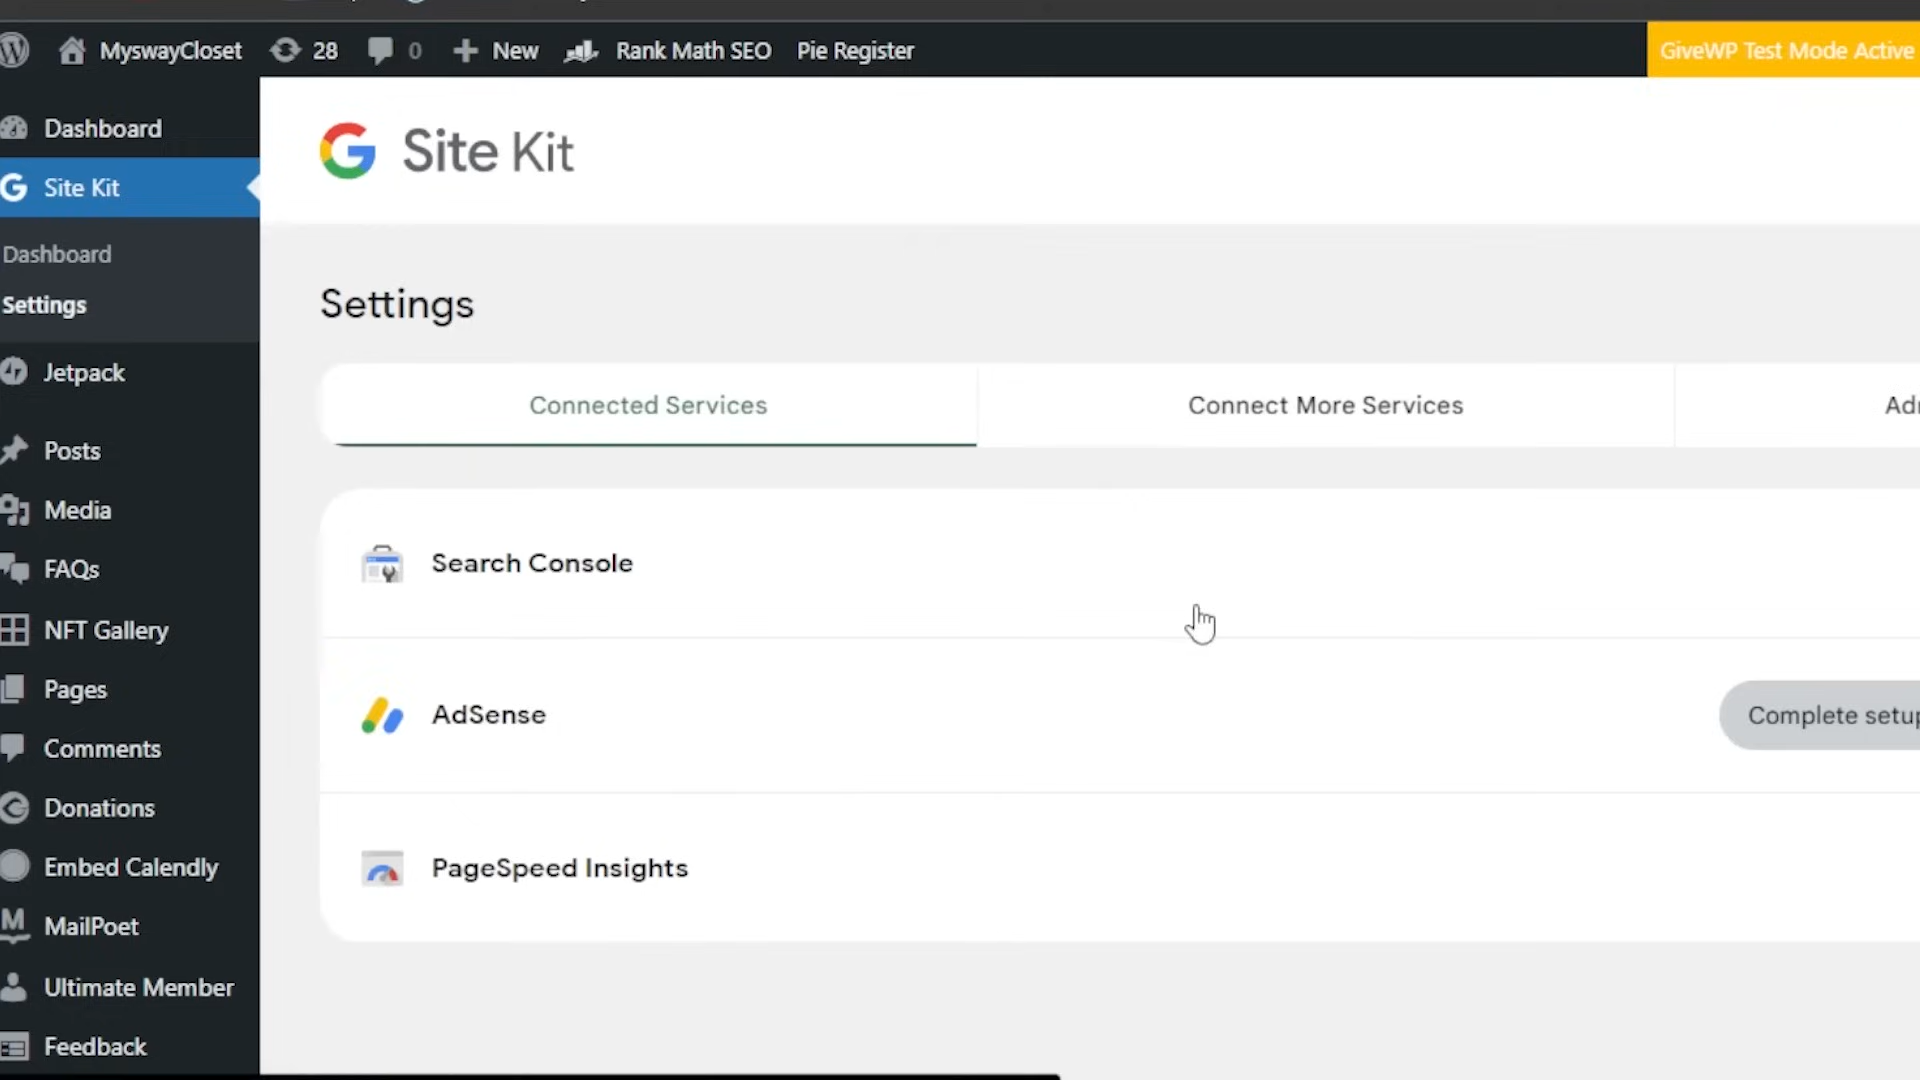 MyswayCloset 28 0 New Rank Math SEO Pie Register GiveWP Test Mode Active
Dashboard
Site Kit
Dashboard
Settings
Jetpack
Posts
Media
FAQs
NFT Gallery
Pages
Comments
Donations
Embed Calendly
MailPoet
Ultimate Member
Feedback
Site Kit
Settings
Connected Services Connect More Services
Search Console
AdSense Complete setup
PageSpeed Insights